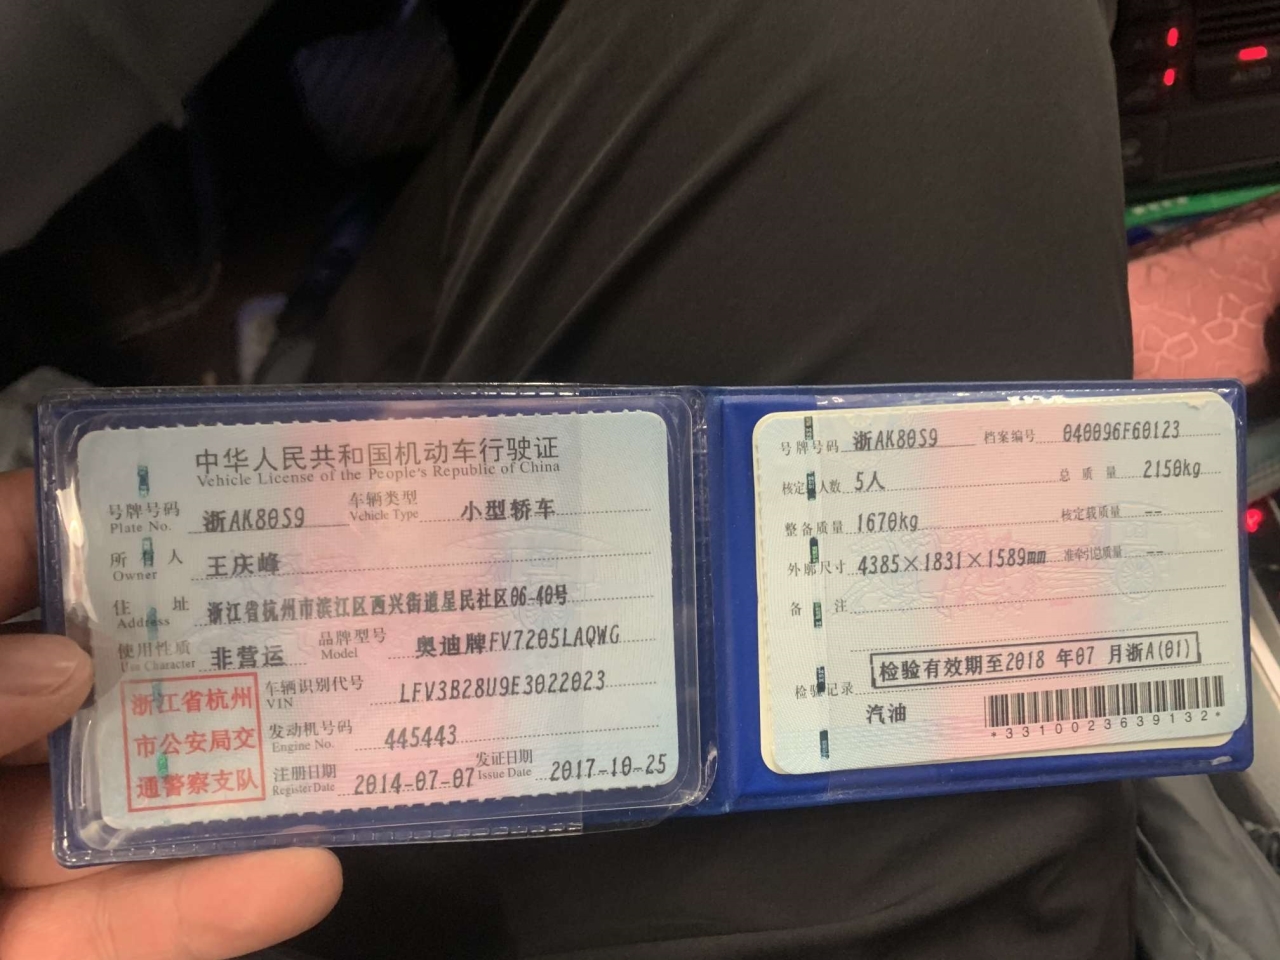 中华人民共和国机动车行驶证
Vehicle License of the People's Republic of China
号牌号码 浙AK80S9 车辆类型 小型轿车
Plate No. Vehicle Type
所有人 王庆峰
Owner
住址 浙江省杭州市滨江区西兴街道星民社区06-40号
Address
使用性质 非营运 品牌型号 奥迪牌FV7205LAQWG
Use Character Model
浙江省杭州
市公安局交
通警察支队
车辆识别代号 LFV3B28U9E3022023
VIN
发动机号码 445443
Engine No.
注册日期 2014-07-07 发证日期 2017-10-25
Register Date Issue Date
号牌号码 浙AK80S9 档案编号 040096F60123
核定人数 5人 总质量 2150kg
整备质量 1670kg 核定载质量 --
外廓尺寸 4385×1831×1589mm 准牵引总质量 --
备注
检验有效期至2018年07月浙A(01)
检验记录
汽油
*3310023639132*